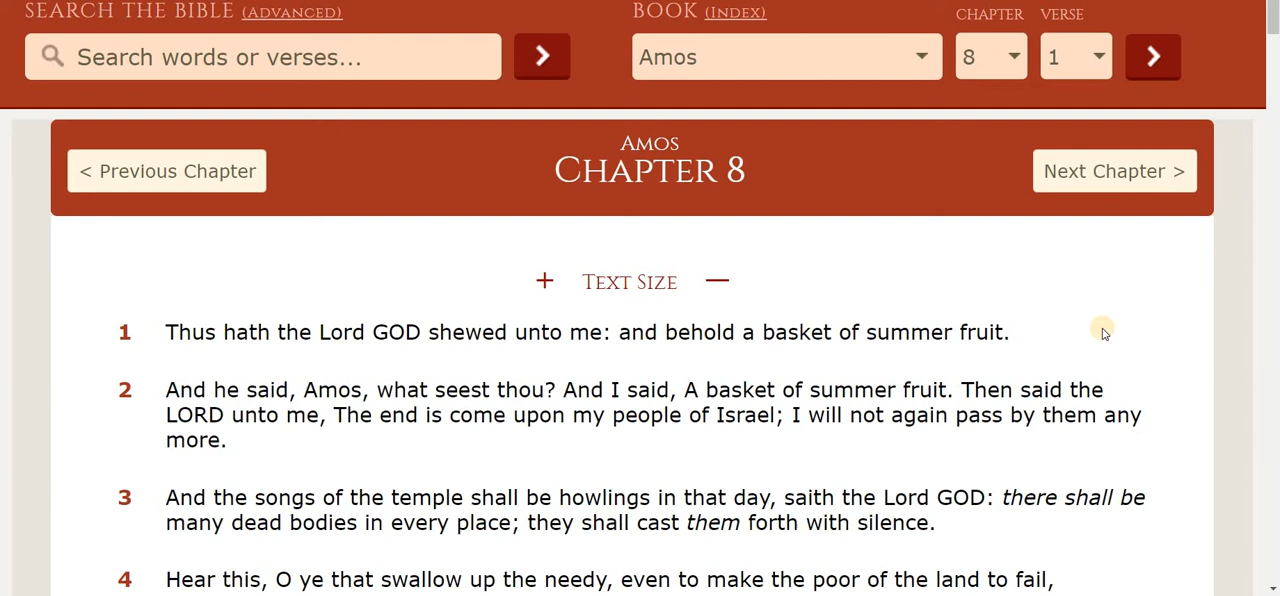 SEARCH THE BIBLE (ADVANCED) BOOK (INDEX) CHAPTER VERSE
Search words or verses... Amos 8 1
AMOS
< Previous Chapter CHAPTER 8 Next Chapter >
+ TEXT SIZE —
1 Thus hath the Lord GOD shewed unto me: and behold a basket of summer fruit.
2 And he said, Amos, what seest thou? And I said, A basket of summer fruit. Then said the
LORD unto me, The end is come upon my people of Israel; I will not again pass by them any
more.
3 And the songs of the temple shall be howlings in that day, saith the Lord GOD: there shall be
many dead bodies in every place; they shall cast them forth with silence.
4 Hear this, O ye that swallow up the needy, even to make the poor of the land to fail,